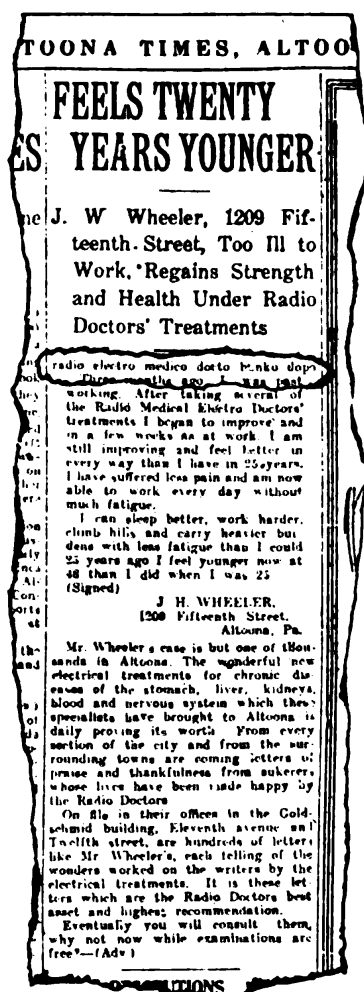 TOONA TIMES, ALTOO
FEELS TWENTY
YEARS YOUNGER
J. W. Wheeler, 1209 Fif-
teenth Street, Too Ill to
Work, Regains Strength
and Health Under Radio
Doctors' Treatments
radio electro medico docto banko dopo
Three months ago I was past
working. After taking several of
the Radio Medical Electro Doctors'
treatments I began to improve and
in a few weeks as at work. I am
still improving and feel better in
every way than I have in 25 years.
I have suffered less pain and am now
able to work every day without
much fatigue.
I can sleep better, work harder,
climb hills and carry heavier bur
dens with less fatigue than I could
25 years ago I feel younger now at
48 than I did when I was 25
(Signed)
J H. WHEELER,
1209 Fifteenth Street,
Altoona, Pa.
Mr. Wheeler s case is but one of thou-
sands in Altoona. The wonderful new
electrical treatments for chronic dis-
eases of the stomach, liver, kidneys,
blood and nervous system which these
specialists have brought to Altoona is
daily proving its worth From every
section of the city and from the sur-
rounding towns are coming letters of
praise and thankfulness from sukerers
whose lives have been made happy by
the Radio Doctors
On file in their offices in the Gold-
schmid building, Eleventh avenue and
Twelfth street, are hundreds of letters
like Mr Wheeler's, each telling of the
wonders worked on the writers by the
electrical treatments. It is these let-
ters which are the Radio Doctors best
asset and highest recommendation.
Eventually you will consult them,
why not now while examinations are
free?—(Adv)